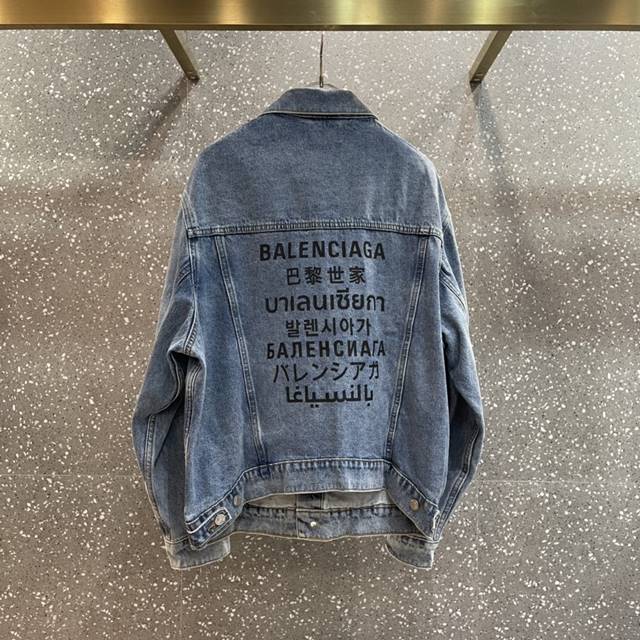 BALENCIAGA
巴黎世家
บาเลนเซียกา
발렌시아가
БАЛЕНСИАГА
バレンシアガ
بالنسياغا